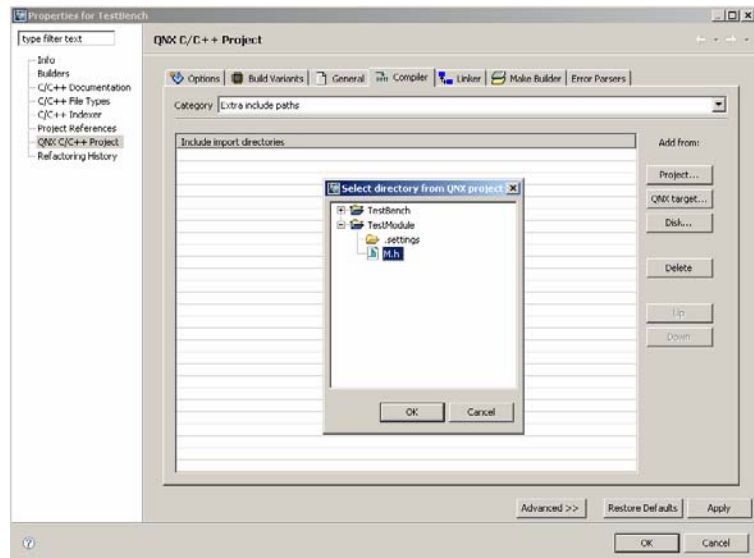 Properties for TestBench
type filter text
QNX C/C++ Project
Info
Builders
C/C++ Documentation
C/C++ File Types
C/C++ Indexer
Project References
QNX C/C++ Project
Refactoring History
Options
Build Variants
General
Compiler
Linker
Make Builder
Error Parsers
Category
Extra include paths
Include import directories
Add from:
Project...
QNX target...
Disk...
Delete
Up
Down
Select directory from QNX project
TestBench
TestModule
.settings
M.h
OK
Cancel
Advanced >>
Restore Defaults
Apply
OK
Cancel